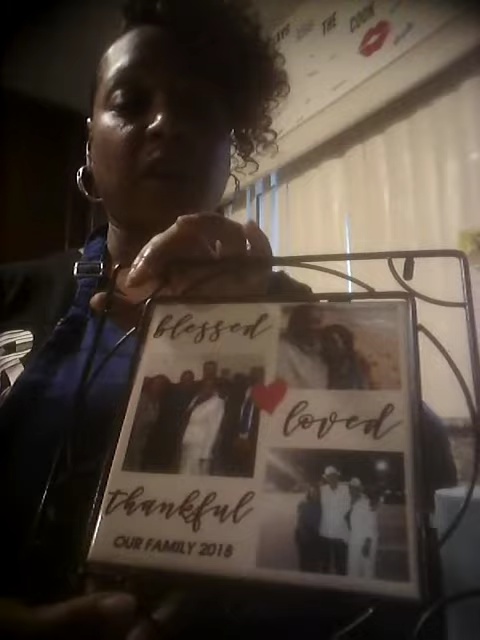 THE COOK
blessed
loved
thankful
OUR FAMILY 2018